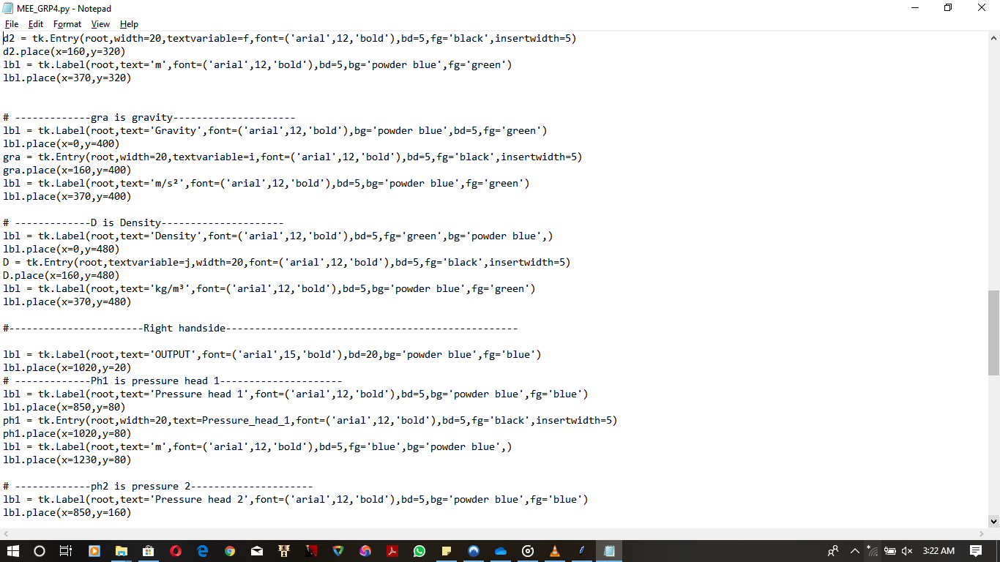 MEE_GRP4.py - Notepad
File Edit Format View Help
d2 = tk.Entry(root,width=20,textvariable=f,font=('arial',12,'bold'),bd=5,fg='black',insertwidth=5)
d2.place(x=160,y=320)
lbl = tk.Label(root,text='m',font=('arial',12,'bold'),bd=5,bg='powder blue',fg='green')
lbl.place(x=370,y=320)
# -------------gra is gravity---------------------
lbl = tk.Label(root,text='Gravity',font=('arial',12,'bold'),bg='powder blue',bd=5,fg='green')
lbl.place(x=0,y=400)
gra = tk.Entry(root,width=20,textvariable=i,font=('arial',12,'bold'),bd=5,fg='black',insertwidth=5)
gra.place(x=160,y=400)
lbl = tk.Label(root,text='m/s²',font=('arial',12,'bold'),bd=5,bg='powder blue',fg='green')
lbl.place(x=370,y=400)
# -------------D is Density---------------------
lbl = tk.Label(root,text='Density',font=('arial',12,'bold'),bd=5,fg='green',bg='powder blue',)
lbl.place(x=0,y=480)
D = tk.Entry(root,textvariable=j,width=20,font=('arial',12,'bold'),bd=5,fg='black',insertwidth=5)
D.place(x=160,y=480)
lbl = tk.Label(root,text='kg/m³',font=('arial',12,'bold'),bd=5,bg='powder blue',fg='green')
lbl.place(x=370,y=480)
#-----------------------Right handside--------------------------------------------------
lbl = tk.Label(root,text='OUTPUT',font=('arial',15,'bold'),bd=20,bg='powder blue',fg='blue')
lbl.place(x=1020,y=20)
# -------------Ph1 is pressure head 1---------------------
lbl = tk.Label(root,text='Pressure head 1',font=('arial',12,'bold'),bd=5,bg='powder blue',fg='blue')
lbl.place(x=850,y=80)
ph1 = tk.Entry(root,width=20,text=Pressure_head_1,font=('arial',12,'bold'),bd=5,fg='black',insertwidth=5)
ph1.place(x=1020,y=80)
lbl = tk.Label(root,text='m',font=('arial',12,'bold'),bd=5,fg='blue',bg='powder blue',)
lbl.place(x=1230,y=80)
# -------------ph2 is pressure 2---------------------
lbl = tk.Label(root,text='Pressure head 2',font=('arial',12,'bold'),bd=5,bg='powder blue',fg='blue')
lbl.place(x=850,y=160)
3:22 AM